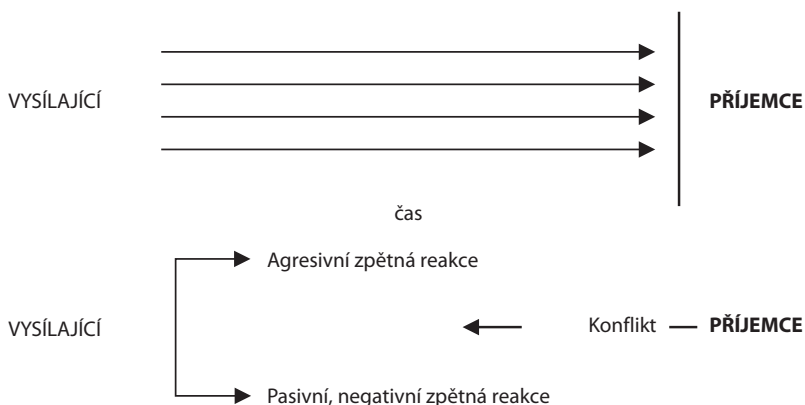 VYSÍLAJÍCÍ PŘÍJEMCE
čas
Agresivní zpětná reakce
VYSÍLAJÍCÍ Konflikt PŘÍJEMCE
Pasivní, negativní zpětná reakce